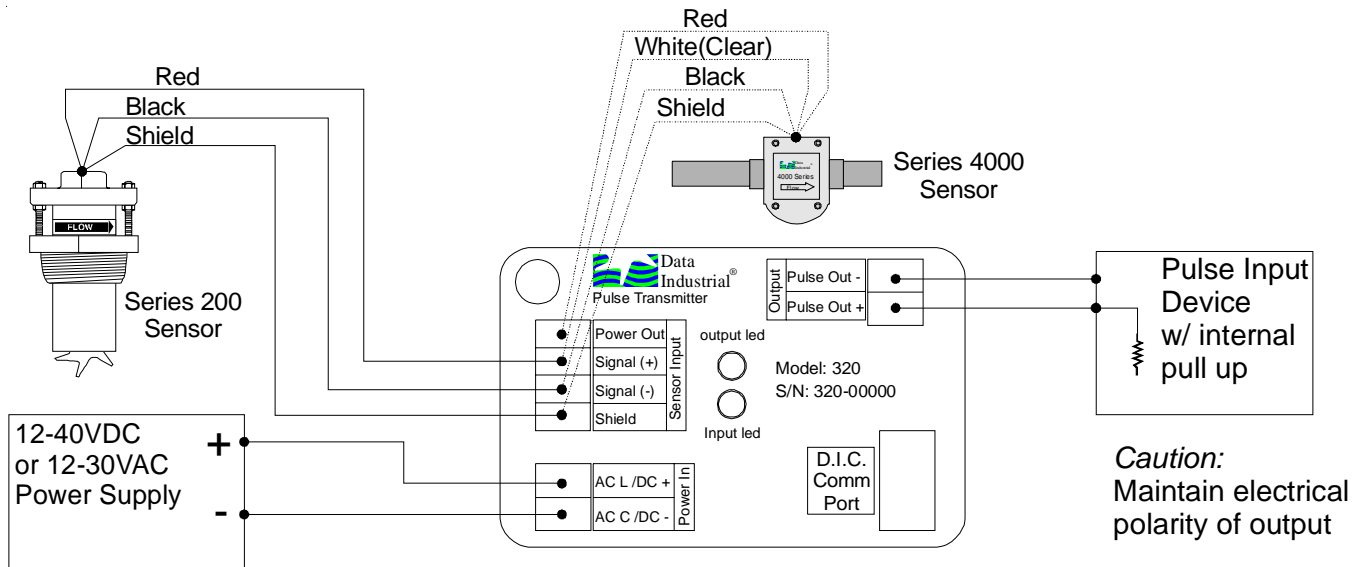 Red
White(Clear)
Black
Shield
Red
Black
Shield
FLOW
Series 200
Sensor
4000 Series
Flow
Series 4000
Sensor
Data
Industrial®
Pulse Transmitter
Output
Pulse Out -
Pulse Out +
Power Out
Signal (+)
Signal (-)
Shield
Sensor Input
output led
Input led
Model: 320
S/N: 320-00000
AC L /DC +
AC C /DC -
Power In
D.I.C.
Comm
Port
12-40VDC
or 12-30VAC
Power Supply
+
-
Pulse Input
Device
w/ internal
pull up
Caution:
Maintain electrical
polarity of output